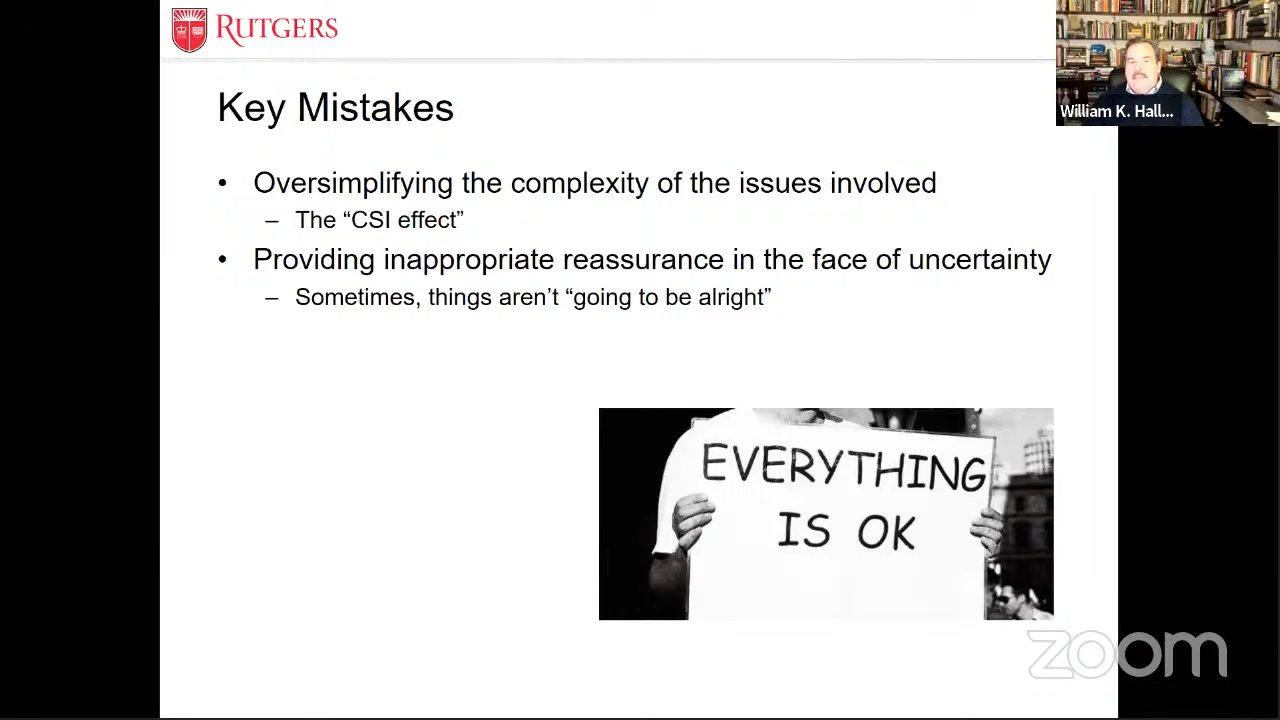 RUTGERS
William K. Hall...
Key Mistakes
• Oversimplifying the complexity of the issues involved
– The “CSI effect”
• Providing inappropriate reassurance in the face of uncertainty
– Sometimes, things aren’t “going to be alright”
EVERYTHING
IS OK
zoom